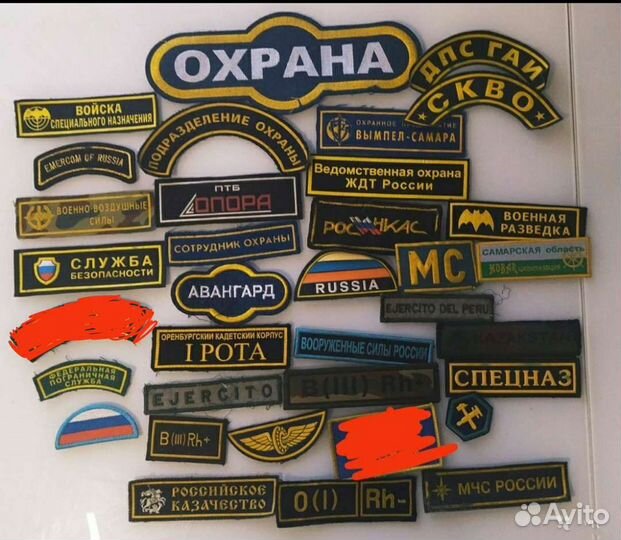 ОХРАНА
ДПС ГАИ
СКВО
ВОЙСКА
СПЕЦИАЛЬНОГО НАЗНАЧЕНИЯ
ПОДРАЗДЕЛЕНИЕ ОХРАНЫ
ОХРАННОЕ ПРЕДПРИЯТИЕ
ВЫМПЕЛ-САМАРА
EMERCOM OF RUSSIA
Ведомственная охрана
ЖДТ России
ПТБ
ОПОРА
ВОЕННО ВОЗДУШНЫЕ
СИЛЫ
РОСИНКАС
ВОЕННАЯ
РАЗВЕДКА
СОТРУДНИК ОХРАНЫ
СЛУЖБА
БЕЗОПАСНОСТИ
МС
САМАРСКАЯ область
АВАНГАРД
RUSSIA
EJERCITO DEL PERU
ОРЕНБУРГСКИЙ КАДЕТСКИЙ КОРПУС
I РОТА
ВООРУЖЕННЫЕ СИЛЫ РОССИИ
KAZAKSTAN
ФЕДЕРАЛЬНАЯ
ПОГРАНИЧНАЯ
СЛУЖБА
EJERCITO
B(III) Rh
СПЕЦНАЗ
B(III)Rh+
РОССИЙСКОЕ
КАЗАЧЕСТВО
O(I) Rh-
МЧС РОССИИ
Avito